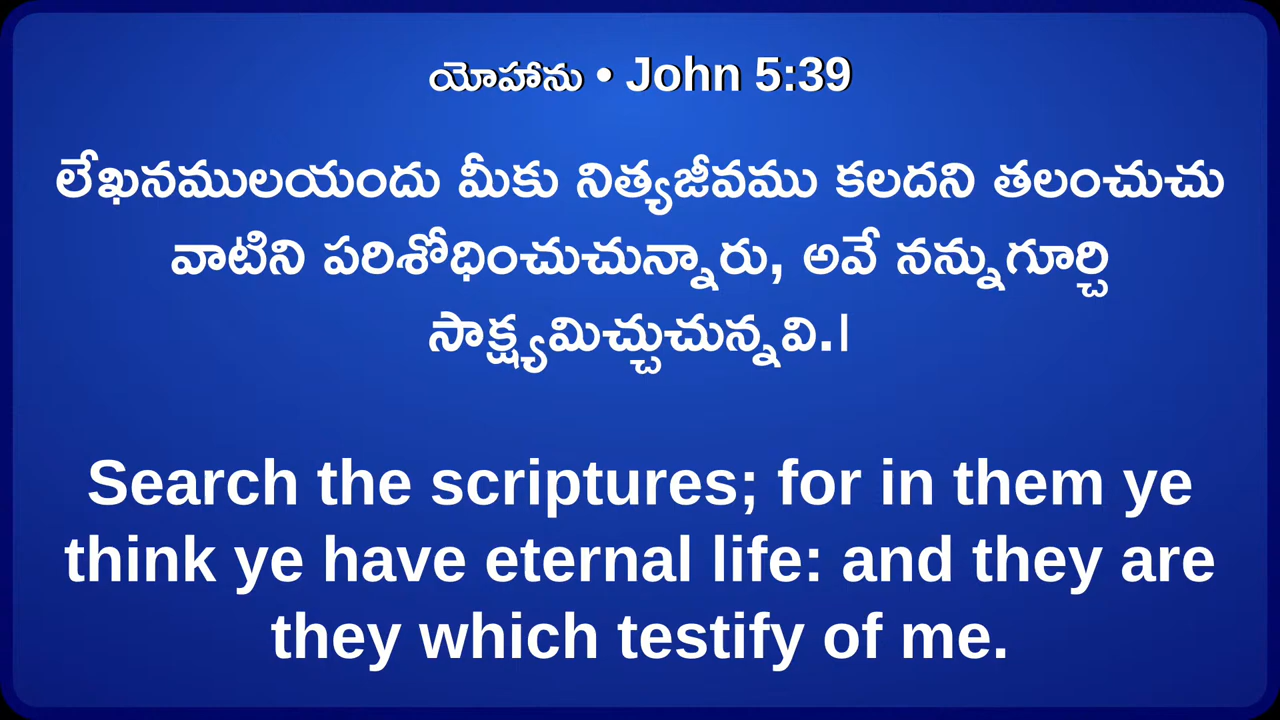 యోహాను • John 5:39
లేఖనములయందు మీకు నిత్యజీవము కలదని తలంచుచు
వాటిని పరిశోధించుచున్నారు, అవే నన్నుగూర్చి
సాక్ష్యమిచ్చుచున్నవి.|
Search the scriptures; for in them ye
think ye have eternal life: and they are
they which testify of me.